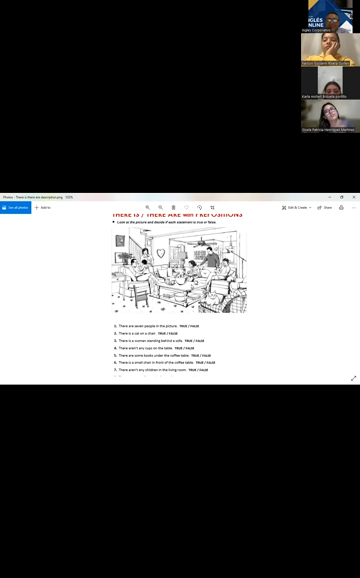 INGLÉS
ONLINE
Inglés Corporativo
Photos - There is there are description.png 100%
See all photos
+ Add to
Edit & Create
Share
THERE IS / THERE ARE WITH PREPOSITIONS
Look at the picture and decide if each statement is true or false.
1. There are seven people in the picture. TRUE / FALSE
2. There is a cat on a chair. TRUE / FALSE
3. There is a woman standing behind a sofa. TRUE / FALSE
4. There aren't any cups on the table. TRUE / FALSE
5. There are some books under the coffee table. TRUE / FALSE
6. There is a small chair in front of the coffee table. TRUE / FALSE
7. There aren't any children in the living room. TRUE / FALSE